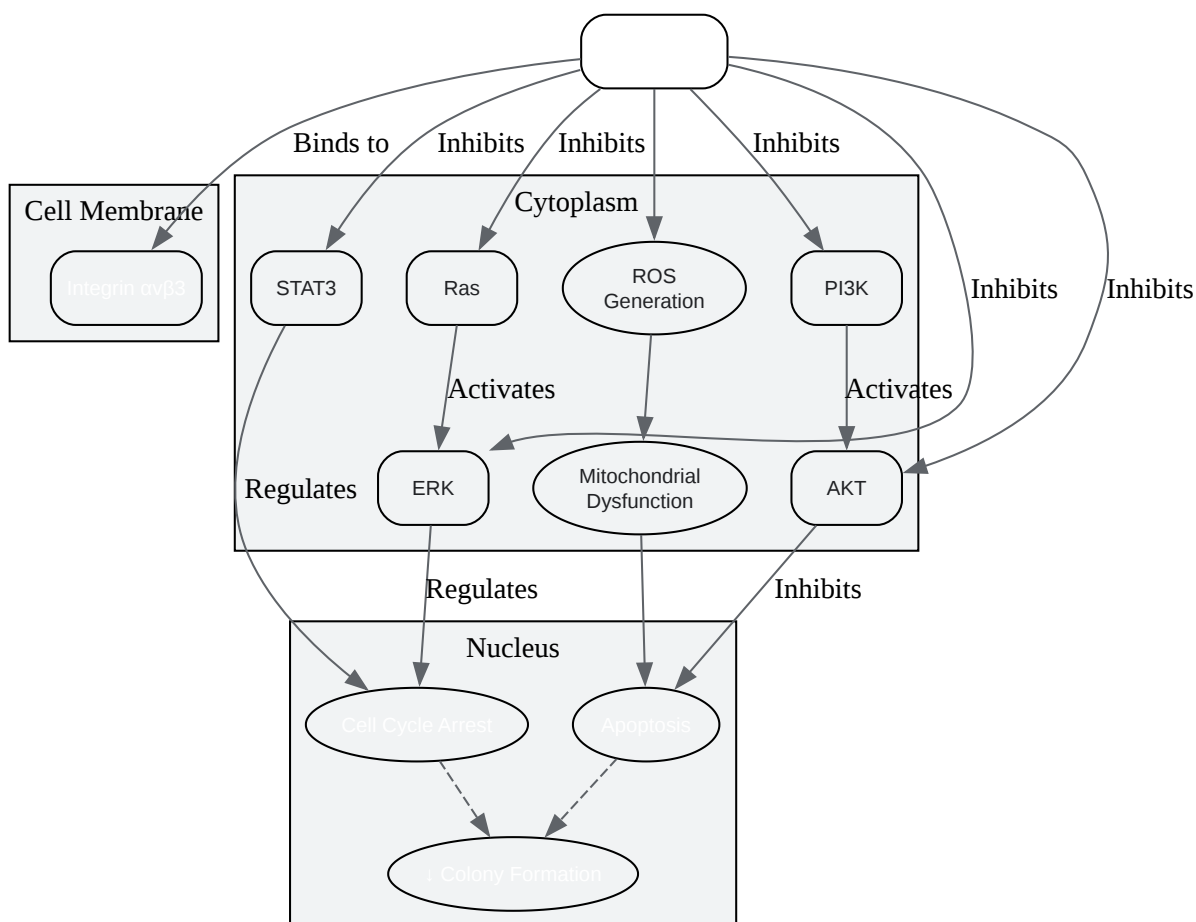 Binds to
Inhibits
Inhibits
Inhibits
Cell Membrane
Cytoplasm
Integrin αvβ3
STAT3
Ras
ROS
Generation
PI3K
Inhibits
Inhibits
Activates
Activates
Regulates
ERK
Mitochondrial
Dysfunction
AKT
Regulates
Inhibits
Nucleus
Cell Cycle Arrest
Apoptosis
↓ Colony Formation